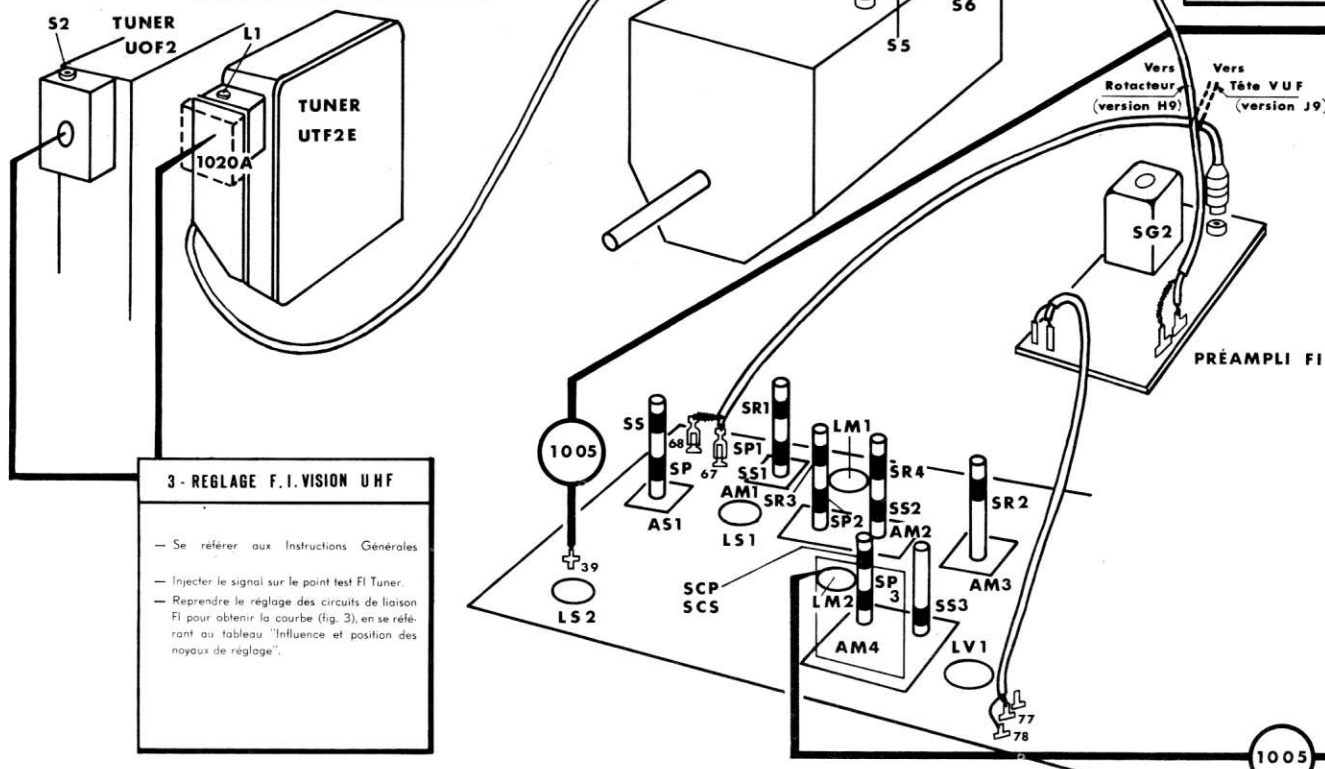 S2
TUNER
UOF2
L1
TUNER
UTF2E
1020A
S6
S5
Vers
Rotacteur
(version H9)
Vers
Tête VUF
(version J9)
SG2
PRÉAMPLI FI
1005
SS
SP
AS1
68
67
SR1
SP1
SS1
AM1
LS1
LM1
SR3
SP2
SR4
SS2
AM2
SR2
AM3
39
LS2
SCP
SCS
LM2
SP
3
SS3
AM4
LV1
77
78
1005
3 - REGLAGE F.I. VISION UHF
— Se référer aux Instructions Générales
— Injecter le signal sur le point test FI Tuner.
— Reprendre le réglage des circuits de liaison
FI pour obtenir la courbe (fig. 3), en se réfé-
rant au tableau "Influence et position des
noyaux de réglage".